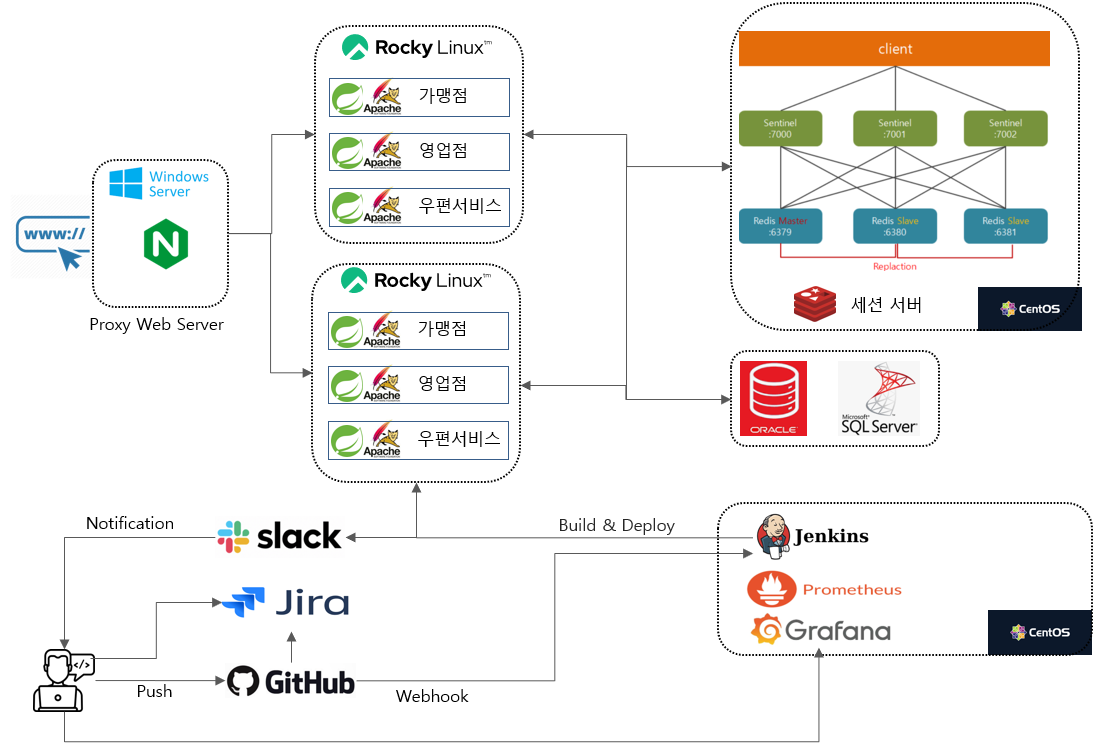 Rocky Linux™
Apache
가맹점
Apache
영업점
Apache
우편서비스
Windows
Server
www://
N
Proxy Web Server
Rocky Linux™
Apache
가맹점
Apache
영업점
Apache
우편서비스
client
Sentinel
:7000
Sentinel
:7001
Sentinel
:7002
Redis Master
:6379
Redis Slave
:6380
Redis Slave
:6381
Replaction
세션 서버
CentOS
ORACLE
Microsoft®
SQL Server
Notification
slack
Build & Deploy
Jenkins
Prometheus
Grafana
CentOS
Jira
</>
Push
GitHub
Webhook